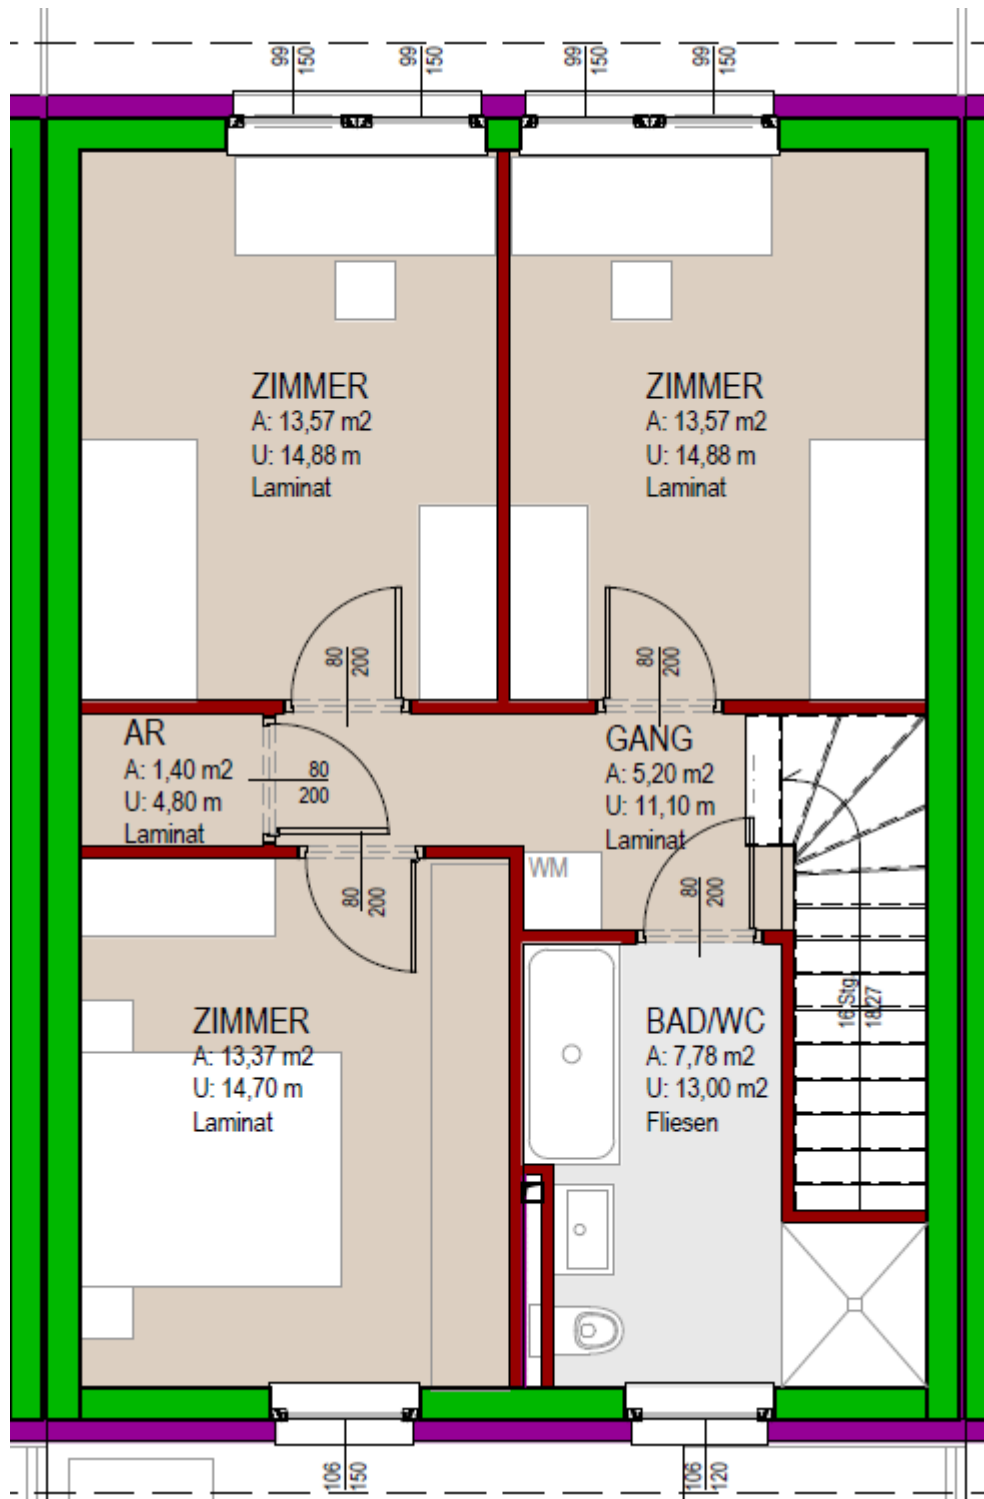 99
150
99
150
99
150
99
150
ZIMMER
A: 13,57 m2
U: 14,88 m
Laminat
ZIMMER
A: 13,57 m2
U: 14,88 m
Laminat
80
200
80
200
AR
A: 1,40 m2
U: 4,80 m
Laminat
80
200
GANG
A: 5,20 m2
U: 11,10 m
Laminat
WM
80
200
80
200
ZIMMER
A: 13,37 m2
U: 14,70 m
Laminat
BAD/WC
A: 7,78 m2
U: 13,00 m2
Fliesen
16 Stg.
18/27
106
150
106
120